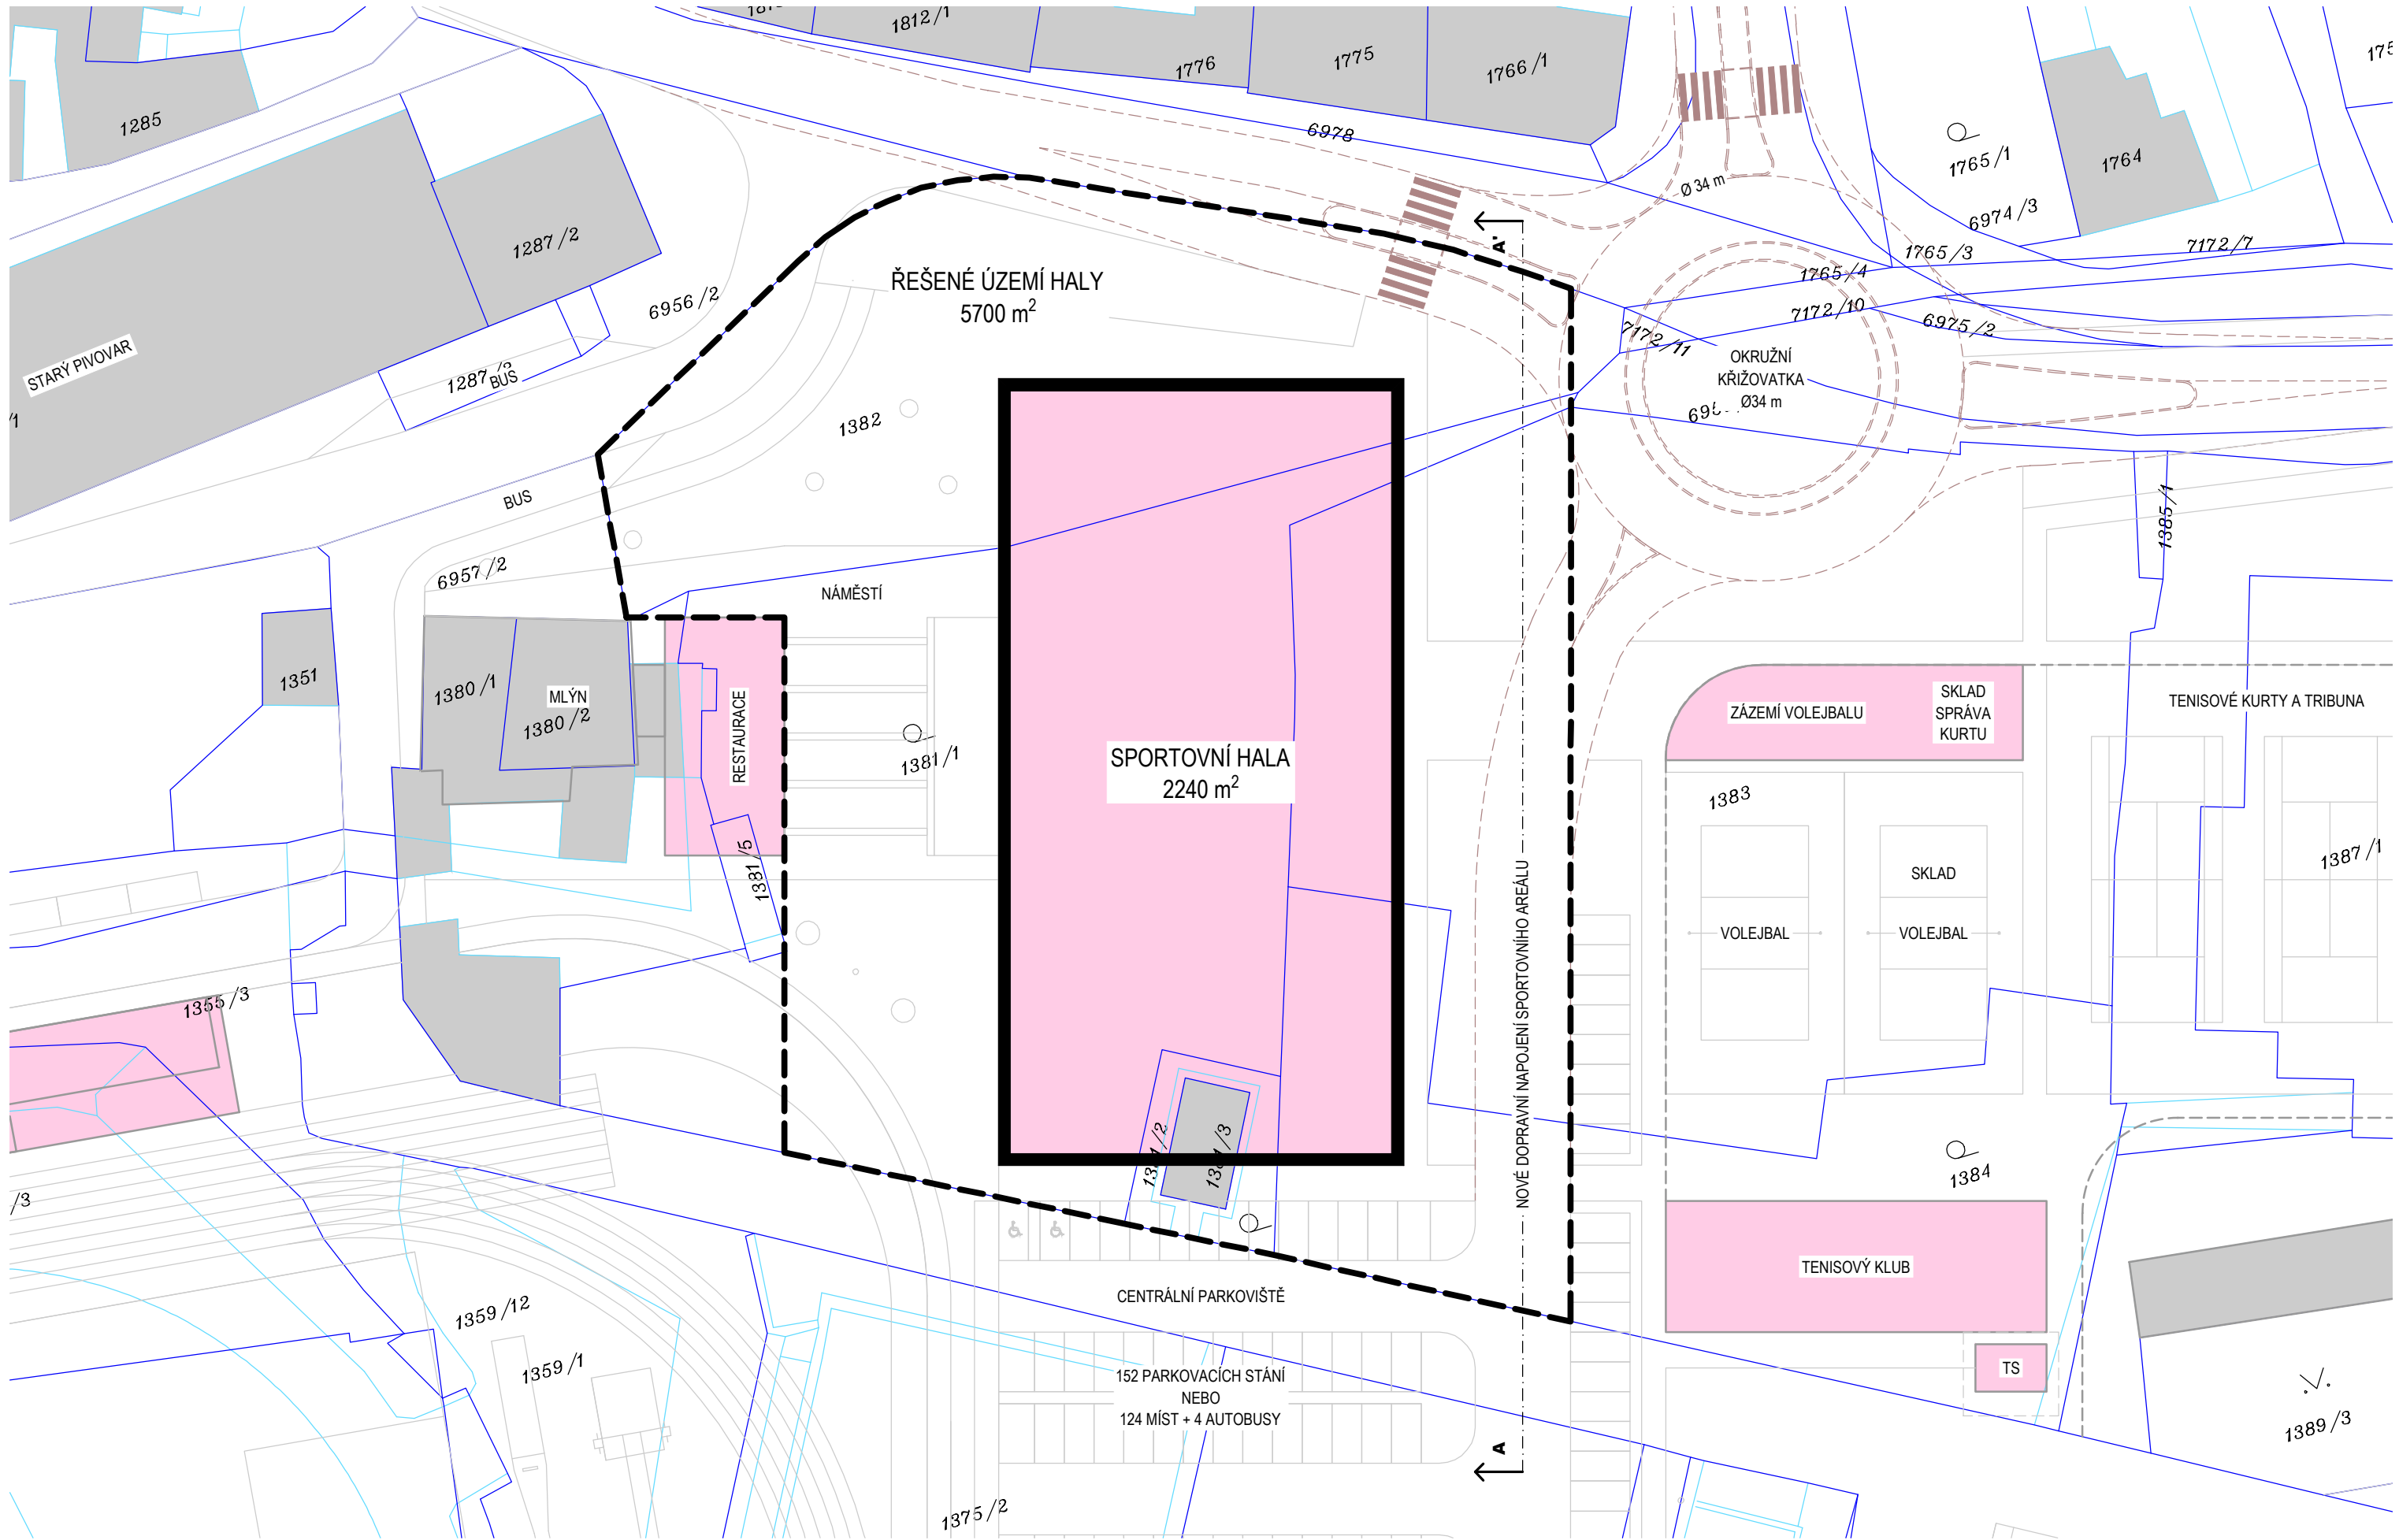 1812/1
1776
1775
1766/1
1285
6978
1765/1
1764
Ø 34 m
6974/3
1287/2
A'
1765/3
7172/7
ŘEŠENÉ ÚZEMÍ HALY
5700 m²
1765/4
6956/2
7172/10
6975/2
7172/11
STARÝ PIVOVAR
OKRUŽNÍ
KŘIŽOVATKA
Ø34 m
BUS
1382
BUS
1385/1
6957/2
NÁMĚSTÍ
1351
1380/1
MLÝN
1380/2
RESTAURACE
1381/1
ZÁZEMÍ VOLEJBALU
SKLAD
SPRÁVA
KURTU
TENISOVÉ KURTY A TRIBUNA
SPORTOVNÍ HALA
2240 m²
1383
1387/1
1381/5
SKLAD
VOLEJBAL
VOLEJBAL
NOVÉ DOPRAVNÍ NAPOJENÍ SPORTOVNÍHO AREÁLU
1355/3
1384
TENISOVÝ KLUB
CENTRÁLNÍ PARKOVIŠTĚ
1359/12
1359/1
152 PARKOVACÍCH STÁNÍ
NEBO
124 MÍST + 4 AUTOBUSY
TS
1389/3
A
1375/2